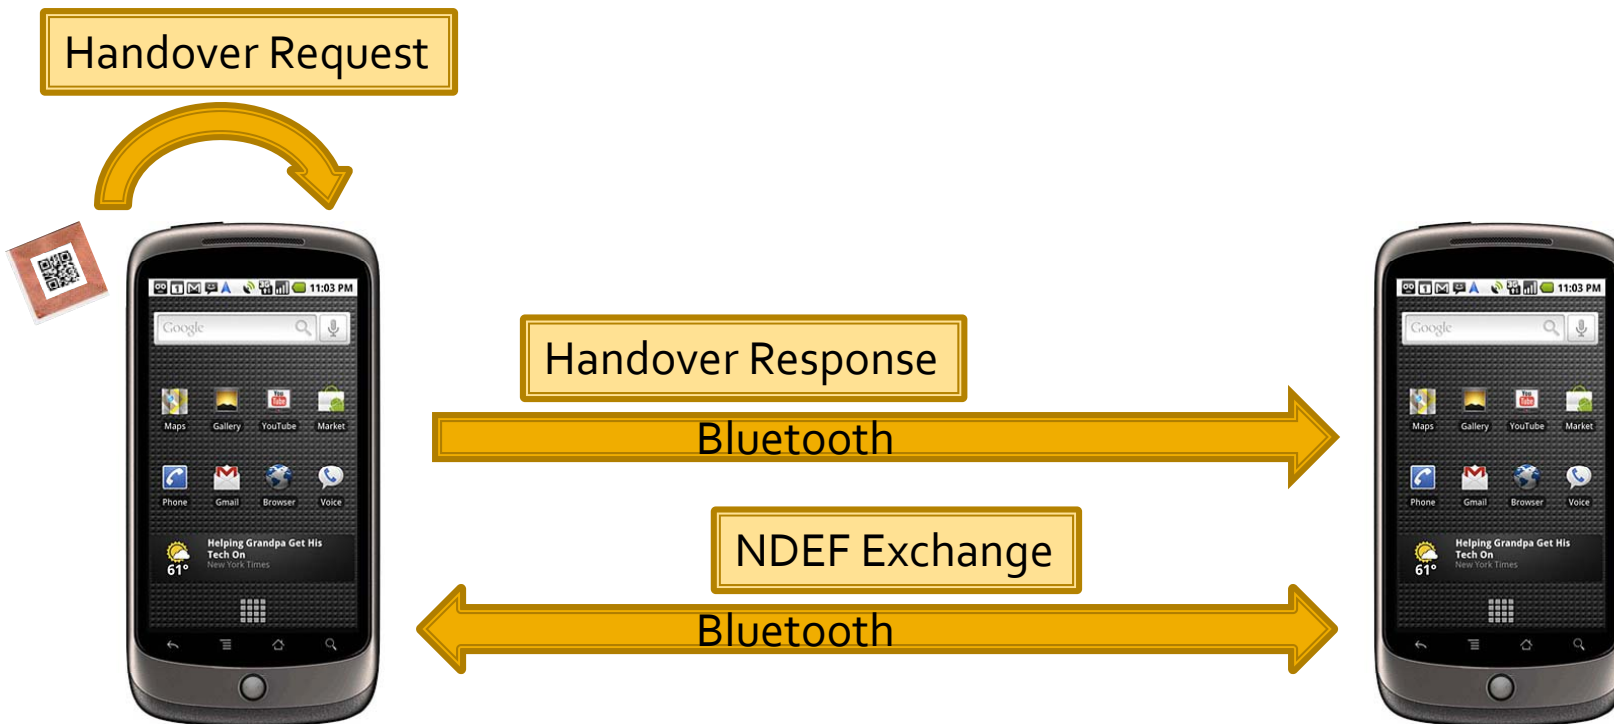 Handover Request
11:03 PM
11:03 PM
Google
Google
Handover Response
Maps Gallery YouTube Market
Maps Gallery YouTube Market
Bluetooth
Phone Gmail Browser Voice
Phone Gmail Browser Voice
NDEF Exchange
Helping Grandpa Get His
Tech On
New York Times
61°
Helping Grandpa Get His
Tech On
New York Times
61°
Bluetooth